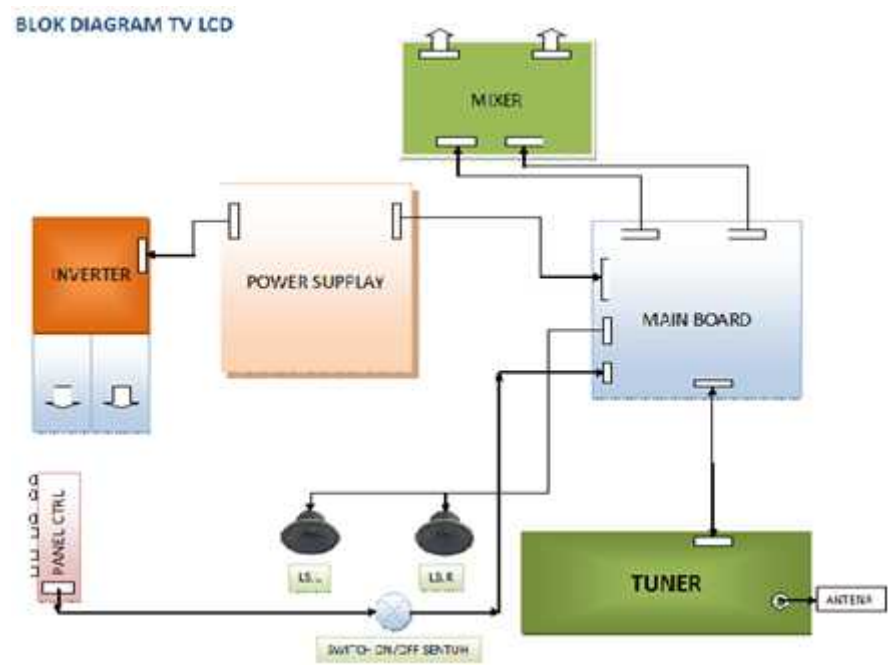 BLOK DIAGRAM TV LCD
MIXER
INVERTER
POWER SUPPLAY
MAIN BOARD
PANEL CTRL
LS. L
LS.R
TUNER
ANTENA
SWITCH ON/OFF SENTUH